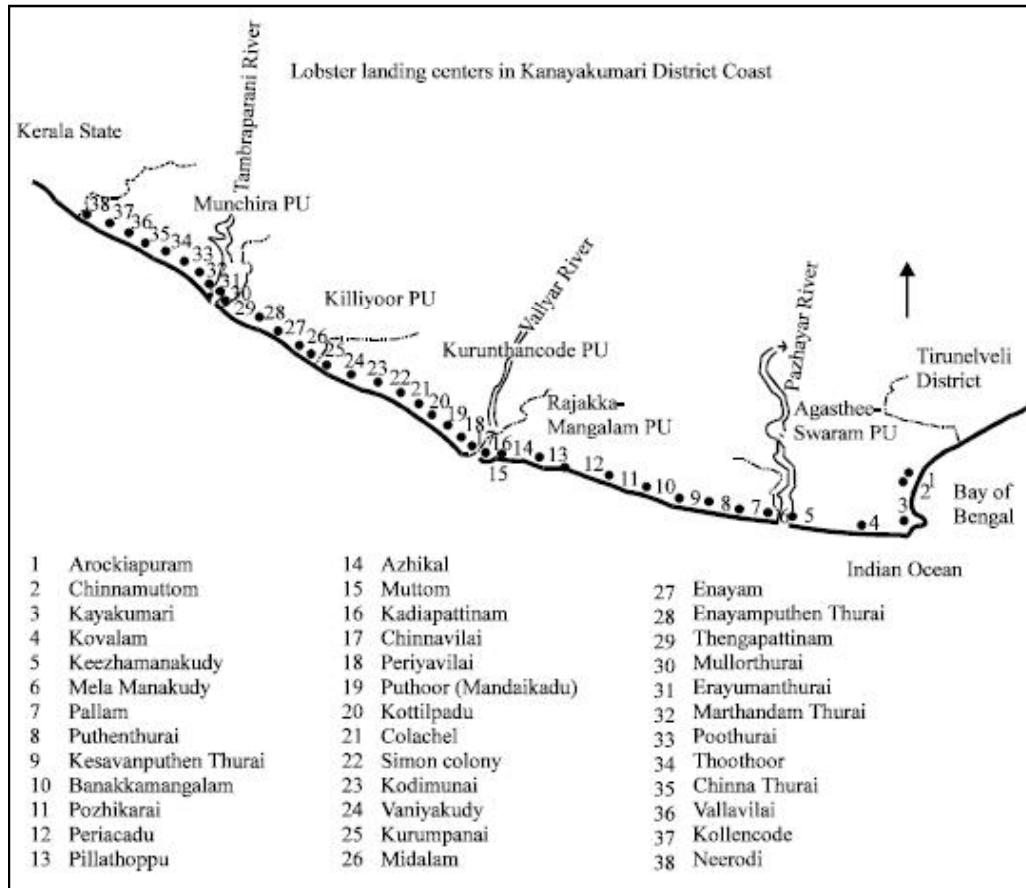 Lobster landing centers in Kanayakumari District Coast
Kerala State
Tambraparani River
Munchira PU
Killiyoor PU
Vallyar River
Kurunthancode PU
Rajakka-
Mangalam PU
Pazhayar River
Tirunelveli
District
Agasthee-
Swaram PU
Bay of
Bengal
Indian Ocean
38
37
36
35
34
33
32
31
30
29
28
27
26
25
24
23
22
21
20
19
18
17
16
15
14
13
12
11
10
9
8
7
6
5
4
3
2
1
1 Arockiapuram
2 Chinnamuttom
3 Kayakumari
4 Kovalam
5 Keezhamanakudy
6 Mela Manakudy
7 Pallam
8 Puthenthurai
9 Kesavanputhen Thurai
10 Banakkamangalam
11 Pozhikarai
12 Periacadu
13 Pillathoppu
14 Azhikal
15 Muttom
16 Kadiapattinam
17 Chinnavilai
18 Periyavilai
19 Puthoor (Mandaikadu)
20 Kottilpadu
21 Colachel
22 Simon colony
23 Kodimunai
24 Vaniyakudy
25 Kurumpanai
26 Midalam
27 Enayam
28 Enayamputhen Thurai
29 Thengapattinam
30 Mullorthurai
31 Erayumanthurai
32 Marthandam Thurai
33 Poothurai
34 Thoothoor
35 Chinna Thurai
36 Vallavilai
37 Kollencode
38 Neerodi